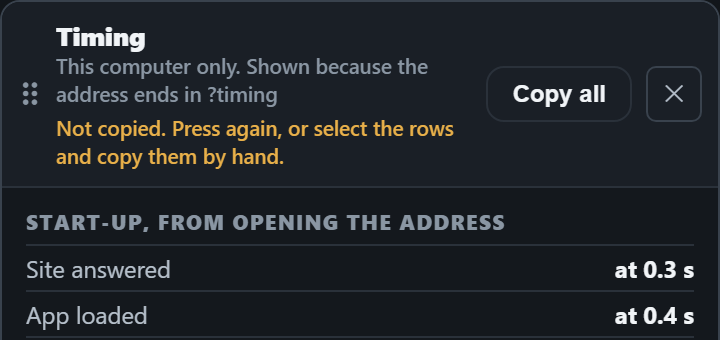 Timing
This computer only. Shown because the
address ends in ?timing
Not copied. Press again, or select the rows
and copy them by hand.
Copy all
START-UP, FROM OPENING THE ADDRESS
Site answered at 0.3 s
App loaded at 0.4 s